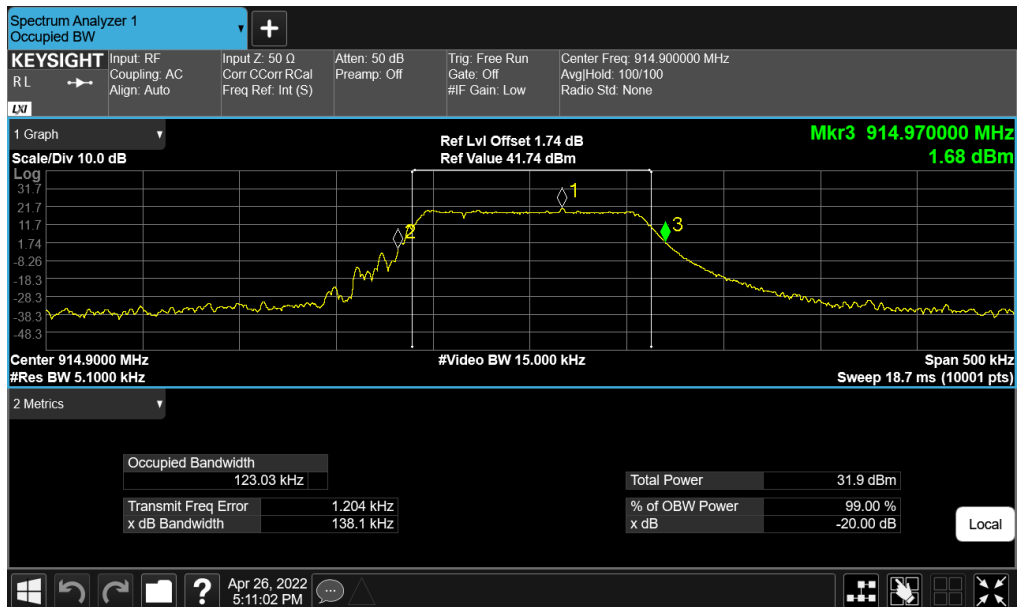 Spectrum Analyzer 1
Occupied BW
KEYSIGHT
R L
LXI
Input: RF
Coupling: AC
Align: Auto
Input Z: 50 Ω
Corr CCorr RCal
Freq Ref: Int (S)
Atten: 50 dB
Preamp: Off
Trig: Free Run
Gate: Off
#IF Gain: Low
Center Freq: 914.900000 MHz
Avg|Hold: 100/100
Radio Std: None
1 Graph
Scale/Div 10.0 dB
Ref Lvl Offset 1.74 dB
Ref Value 41.74 dBm
Mkr3 914.970000 MHz
1.68 dBm
Log
31.7
21.7
11.7
1.74
-8.26
-18.3
-28.3
-38.3
-48.3
1
2
3
Center 914.9000 MHz
#Video BW 15.000 kHz
Span 500 kHz
#Res BW 5.1000 kHz
Sweep 18.7 ms (10001 pts)
2 Metrics
Occupied Bandwidth
123.03 kHz
Total Power 31.9 dBm
Transmit Freq Error 1.204 kHz
% of OBW Power 99.00 %
x dB Bandwidth 138.1 kHz
x dB -20.00 dB
Local
?
Apr 26, 2022
5:11:02 PM